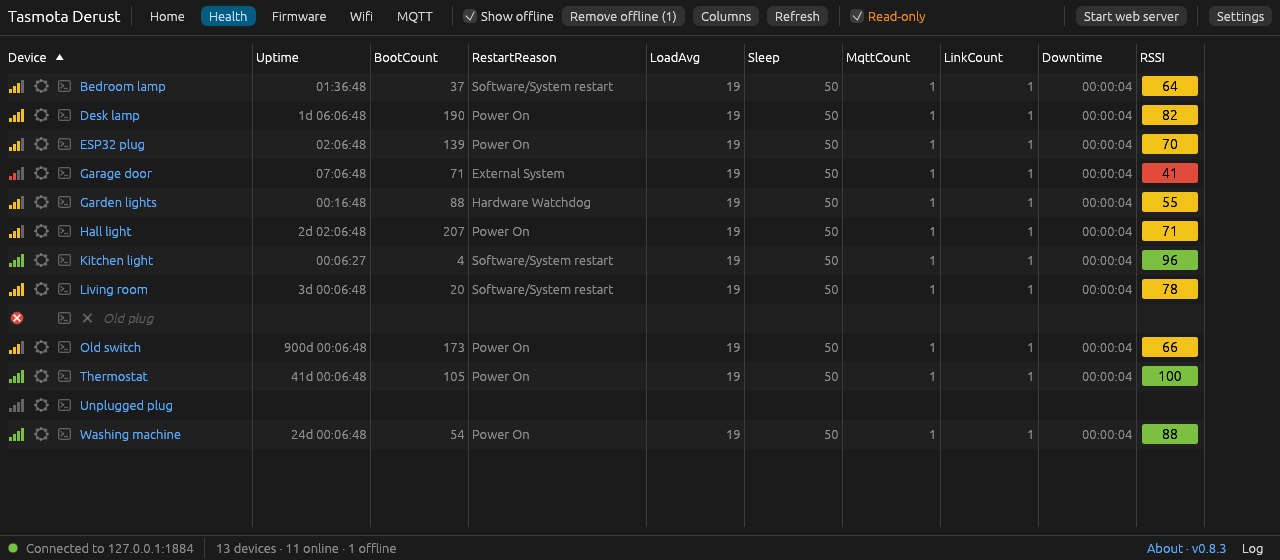 Tasmota Derust Home Health Firmware Wifi MQTT Show offline Remove offline (1) Columns Refresh Read-only Start web server Settings
Device Uptime BootCount RestartReason LoadAvg Sleep MqttCount LinkCount Downtime RSSI
Bedroom lamp 01:36:48 37 Software/System restart 19 50 1 1 00:00:04 64
Desk lamp 1d 06:06:48 190 Power On 19 50 1 1 00:00:04 82
ESP32 plug 02:06:48 139 Power On 19 50 1 1 00:00:04 70
Garage door 07:06:48 71 External System 19 50 1 1 00:00:04 41
Garden lights 00:16:48 88 Hardware Watchdog 19 50 1 1 00:00:04 55
Hall light 2d 02:06:48 207 Power On 19 50 1 1 00:00:04 71
Kitchen light 00:06:27 4 Software/System restart 19 50 1 1 00:00:04 96
Living room 3d 00:06:48 20 Software/System restart 19 50 1 1 00:00:04 78
Old plug
Old switch 900d 00:06:48 173 Power On 19 50 1 1 00:00:04 66
Thermostat 41d 00:06:48 105 Power On 19 50 1 1 00:00:04 100
Unplugged plug
Washing machine 24d 00:06:48 54 Power On 19 50 1 1 00:00:04 88
Connected to 127.0.0.1:1884 13 devices · 11 online · 1 offline About · v0.8.3 Log